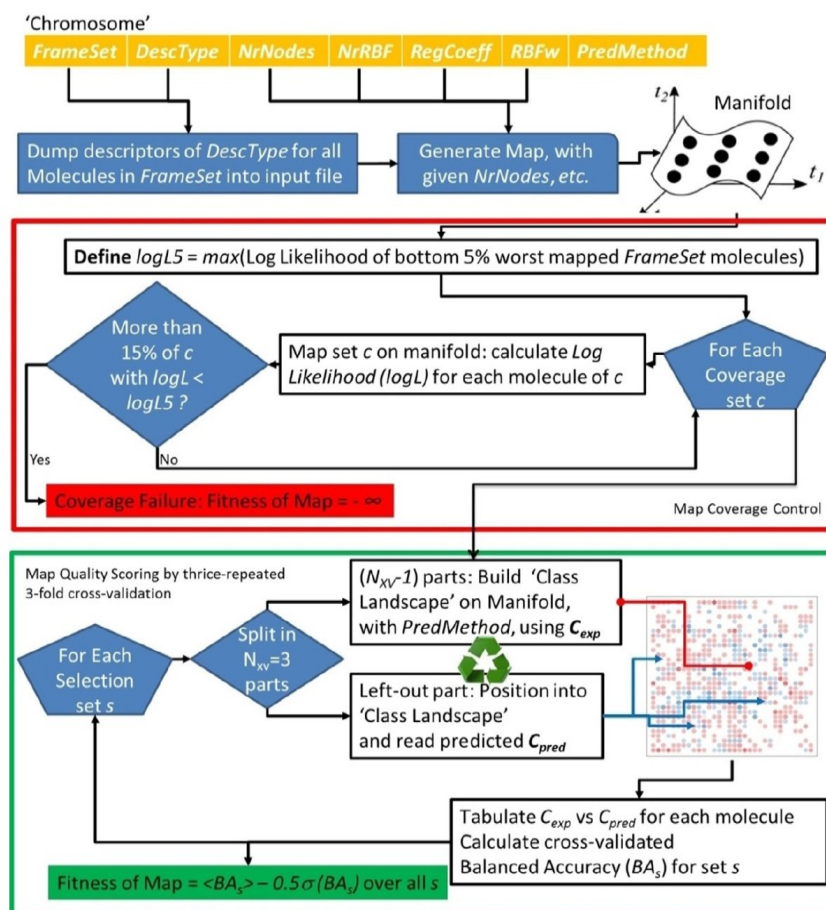 'Chromosome'
FrameSet DescType NrNodes NrRBF RegCoeff RBFw PredMethod
t2
Manifold
t1
Dump descriptors of DescType for all
Molecules in FrameSet into input file
Generate Map, with
given NrNodes, etc.
Define logL5 = max(Log Likelihood of bottom 5% worst mapped FrameSet molecules)
More than
15% of c
with logL <
logL5 ?
Map set c on manifold: calculate Log
Likelihood (logL) for each molecule of c
For Each
Coverage
set c
Yes
No
Coverage Failure: Fitness of Map = - ∞
Map Coverage Control
Map Quality Scoring by thrice-repeated
3-fold cross-validation
For Each
Selection
set s
Split in
Nxv=3
parts
(NXV-1) parts: Build 'Class
Landscape' on Manifold,
with PredMethod, using Cexp
Left-out part: Position into
'Class Landscape'
and read predicted Cpred
Tabulate Cexp vs Cpred for each molecule
Calculate cross-validated
Balanced Accuracy (BAs) for set s
Fitness of Map = <BAs> – 0.5σ(BAs) over all s